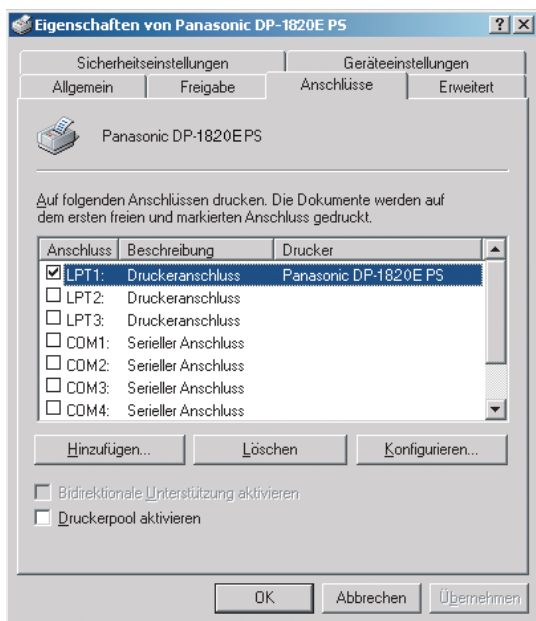 Eigenschaften von Panasonic DP-1820E PS
Sicherheitseinstellungen Geräteeinstellungen
Allgemein Freigabe Anschlüsse Erweitert
Panasonic DP-1820E PS
Auf folgenden Anschlüssen drucken. Die Dokumente werden auf
dem ersten freien und markierten Anschluss gedruckt.
Anschluss Beschreibung Drucker
LPT1: Druckeranschluss Panasonic DP-1820E PS
LPT2: Druckeranschluss
LPT3: Druckeranschluss
COM1: Serieller Anschluss
COM2: Serieller Anschluss
COM3: Serieller Anschluss
COM4: Serieller Anschluss
Hinzufügen... Löschen Konfigurieren...
Bidirektionale Unterstützung aktivieren
Druckerpool aktivieren
OK Abbrechen Übernehmen